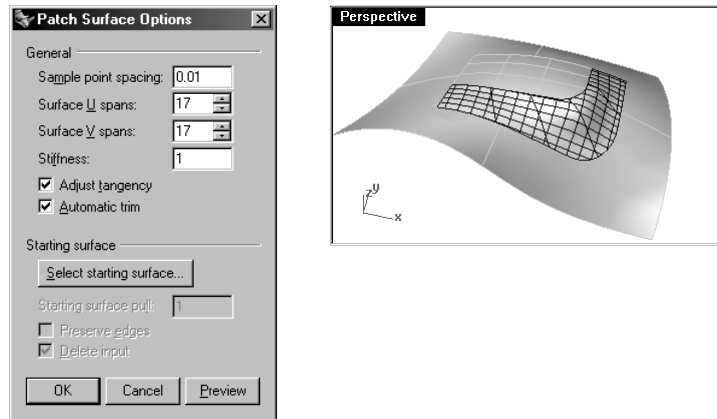 Patch Surface Options
General
Sample point spacing: 0.01
Surface U spans: 17
Surface V spans: 17
Stiffness: 1
Adjust tangency
Automatic trim
Starting surface
Select starting surface...
Starting surface pull: 1
Preserve edges
Delete input
OK Cancel Preview
Perspective
z y
x